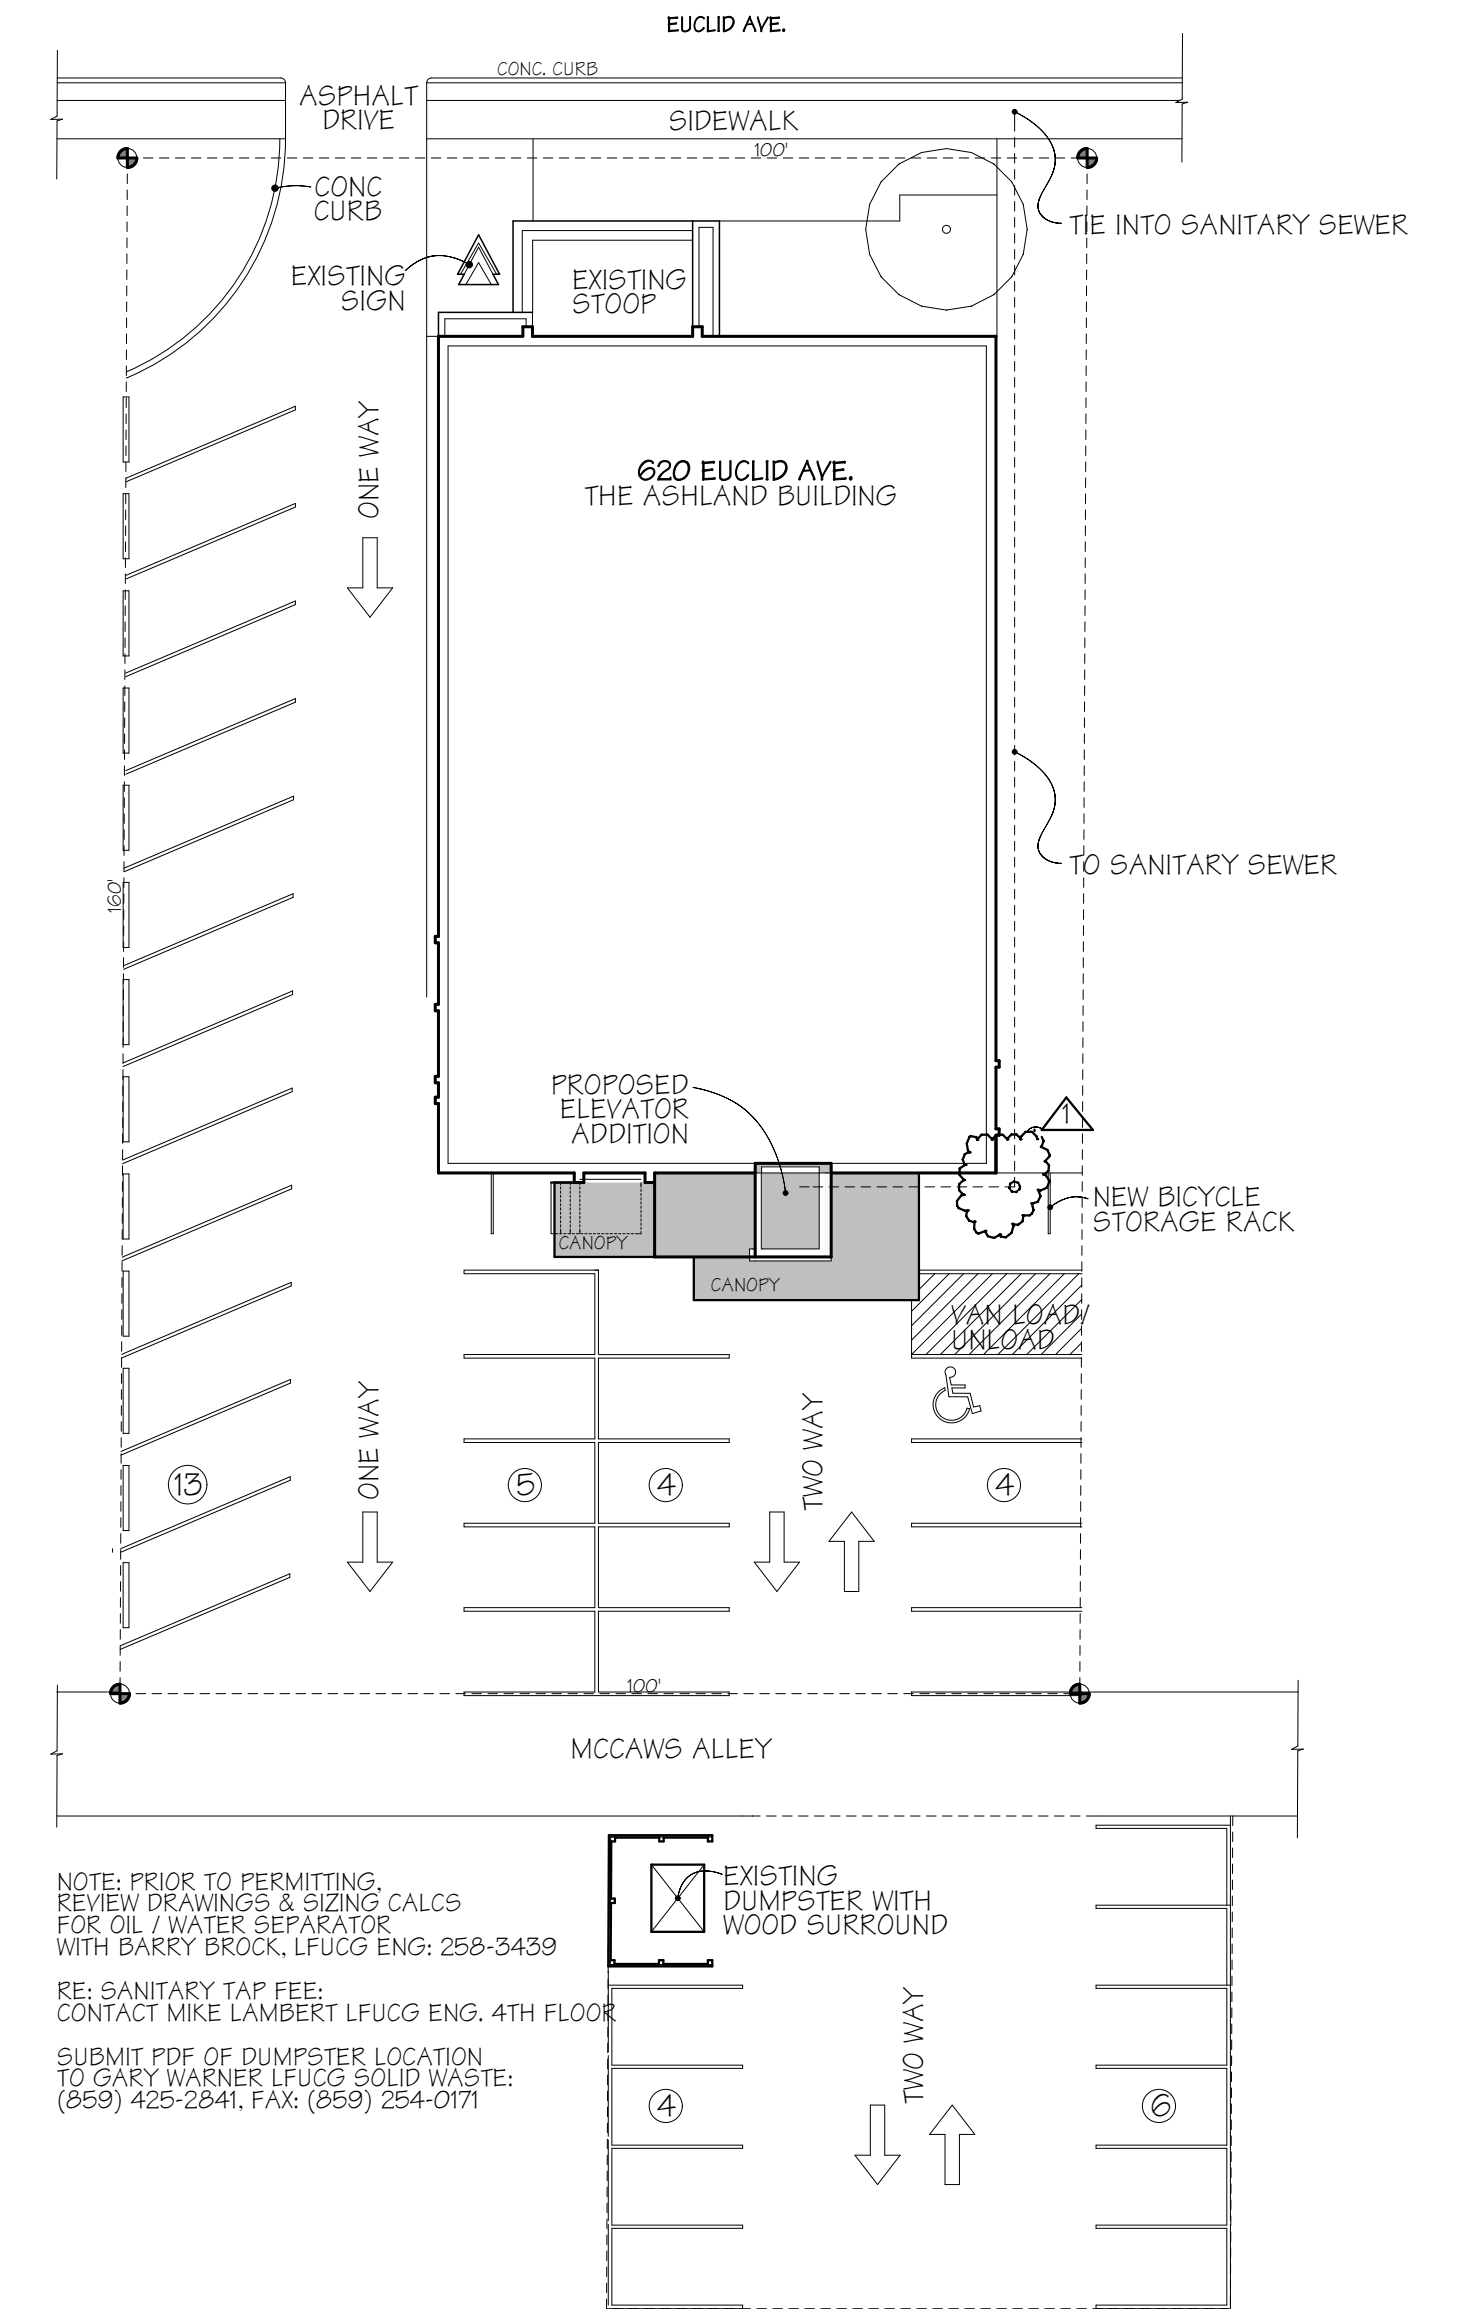 EUCLID AVE.
CONC. CURB
ASPHALT
DRIVE
SIDEWALK
100'
CONC
CURB
TIE INTO SANITARY SEWER
EXISTING
SIGN
EXISTING
STOOP
ONE WAY
620 EUCLID AVE.
THE ASHLAND BUILDING
TO SANITARY SEWER
160'
PROPOSED
ELEVATOR
ADDITION
1
NEW BICYCLE
STORAGE RACK
CANOPY
CANOPY
VAN LOAD/
UNLOAD
ONE WAY
TWO WAY
13
5
4
4
100'
MCCAWS ALLEY
EXISTING
DUMPSTER WITH
WOOD SURROUND
NOTE: PRIOR TO PERMITTING,
REVIEW DRAWINGS & SIZING CALCS
FOR OIL / WATER SEPARATOR
WITH BARRY BROCK, LFUCG ENG: 258-3439
RE: SANITARY TAP FEE:
CONTACT MIKE LAMBERT LFUCG ENG. 4TH FLOOR
SUBMIT PDF OF DUMPSTER LOCATION
TO GARY WARNER LFUCG SOLID WASTE:
(859) 425-2841, FAX: (859) 254-0171
TWO WAY
4
6